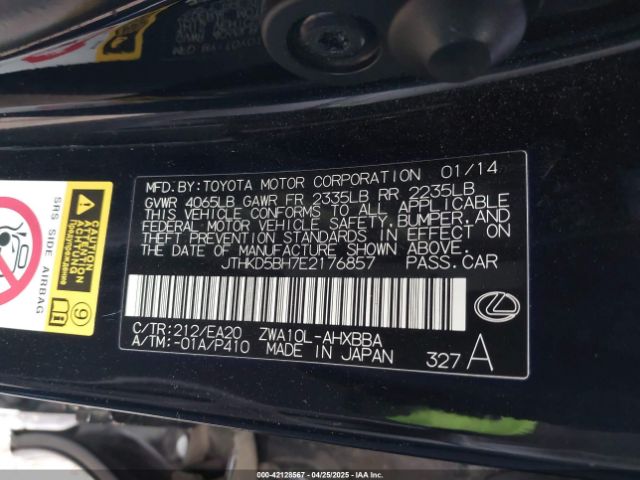 MFD.BY:TOYOTA MOTOR CORPORATION 01/14
GVWR 4065LB GAWR FR 2335LB RR 2235LB
THIS VEHICLE CONFORMS TO ALL APPLICABLE
FEDERAL MOTOR VEHICLE SAFETY, BUMPER, AND
THEFT PREVENTION STANDARDS IN EFFECT ON
THE DATE OF MANUFACTURE SHOWN ABOVE.
JTHKD5BH7E2176857 PASS.CAR
C/TR:212/EA20 ZWA10L-AHXBBA
A/TM:-01A/P410 MADE IN JAPAN
327 A
SRS SIDE AIRBAG
9
000-42128567 - 04/25/2025 - IAAI.COM